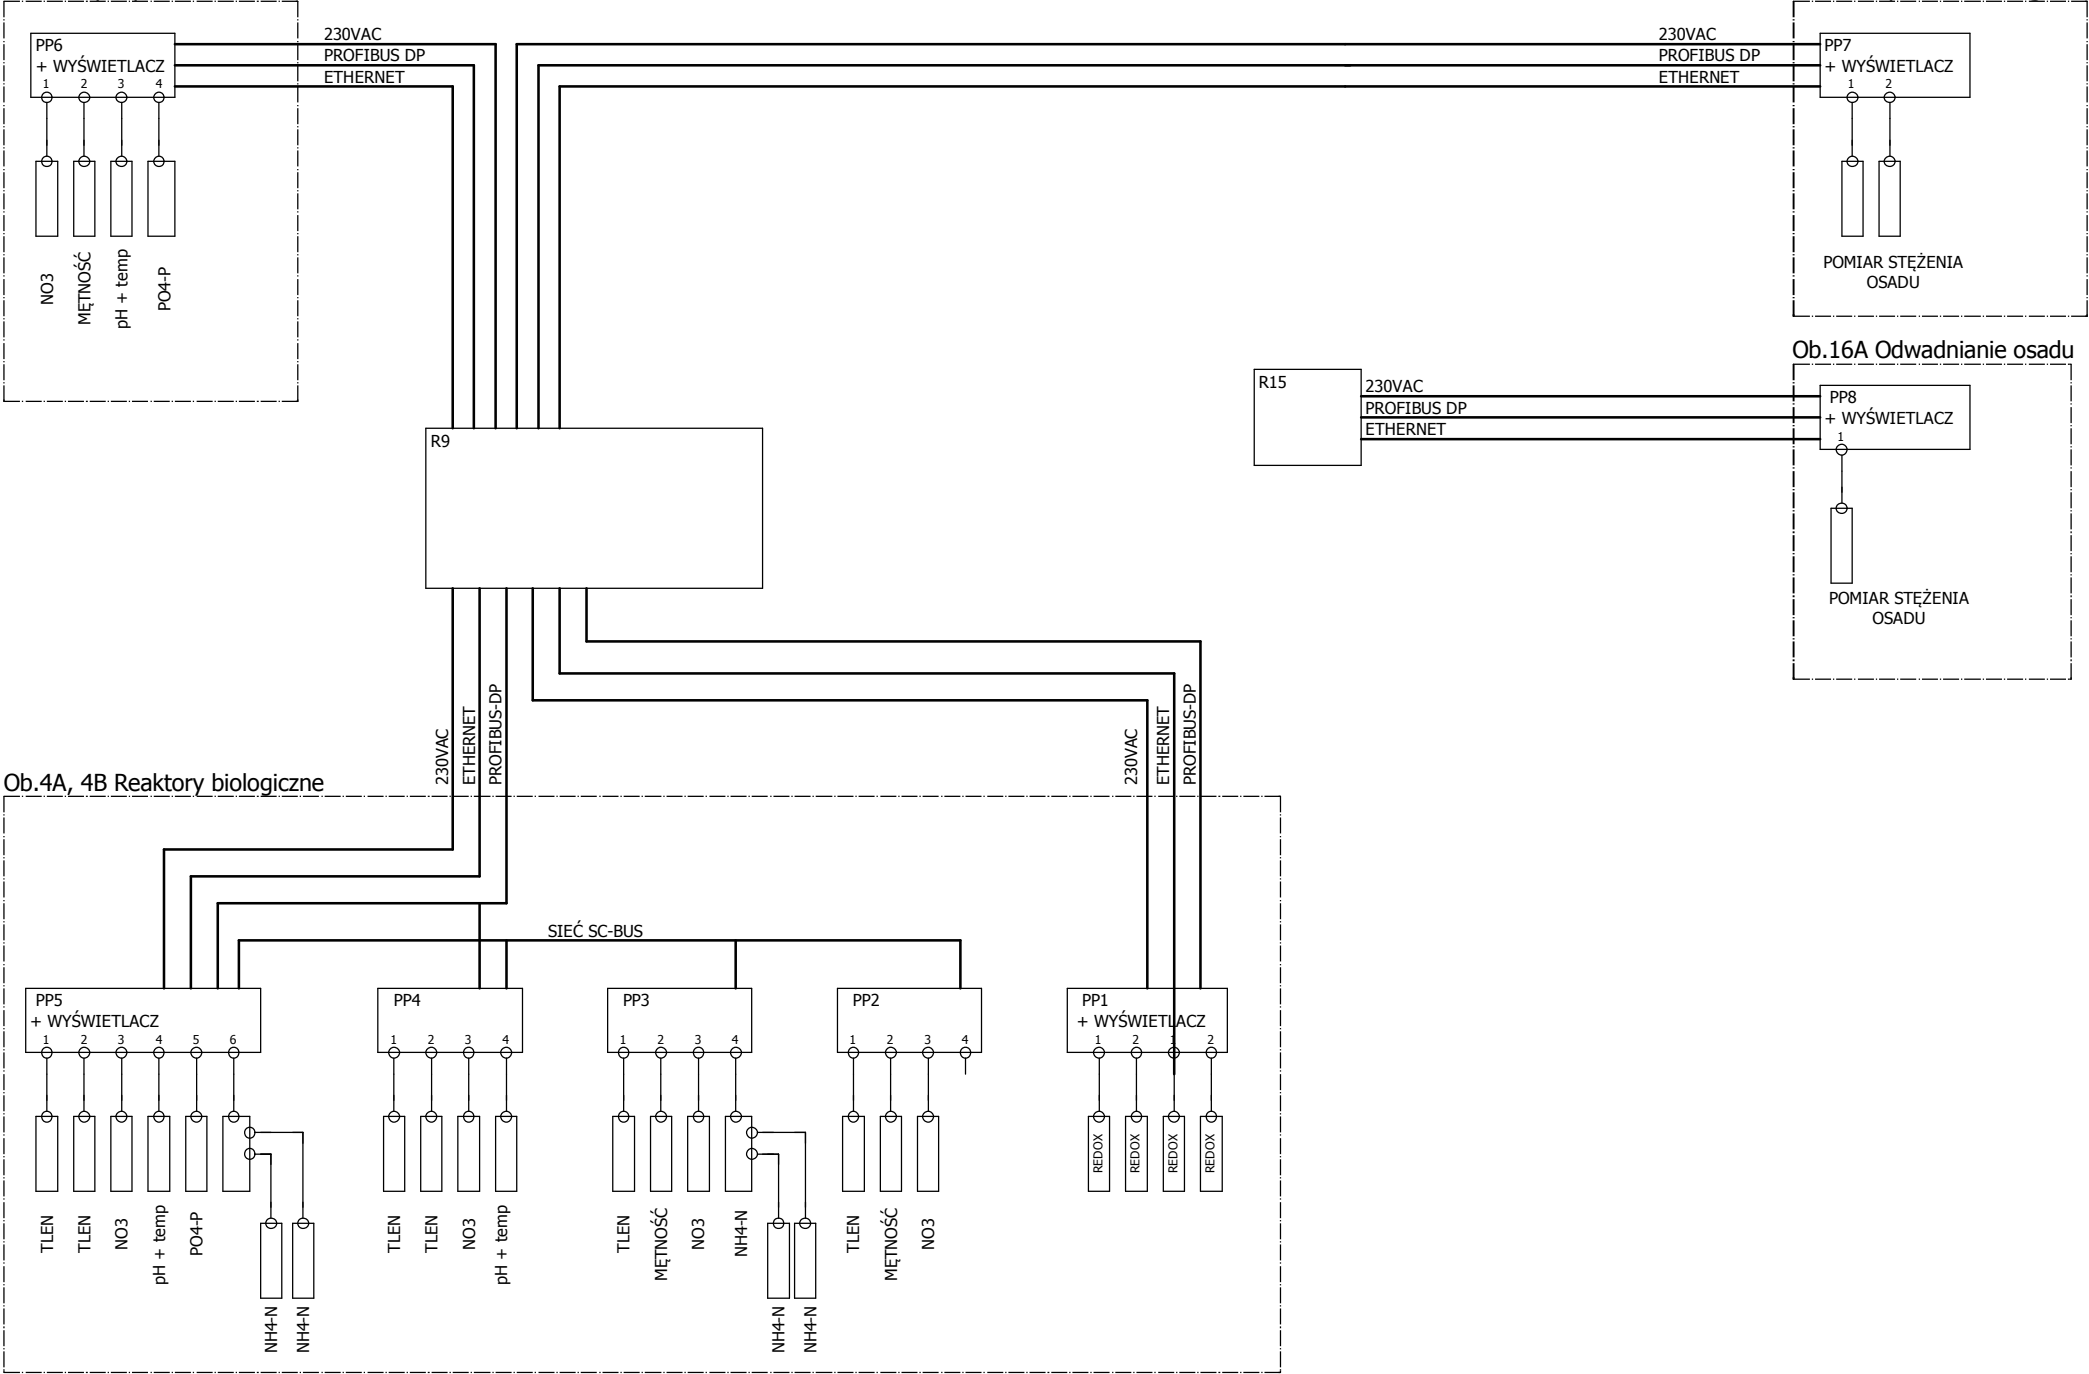 PP6
+ WYŚWIETLACZ
1 2 3 4
NO3
MĘTNOŚĆ
pH + temp
PO4-P
230VAC
PROFIBUS DP
ETHERNET
230VAC
PROFIBUS DP
ETHERNET
PP7
+ WYŚWIETLACZ
1 2
POMIAR STĘŻENIA
OSADU
Ob.16A Odwadnianie osadu
R15
230VAC
PROFIBUS DP
ETHERNET
PP8
+ WYŚWIETLACZ
1
POMIAR STĘŻENIA
OSADU
R9
230VAC
ETHERNET
PROFIBUS-DP
230VAC
ETHERNET
PROFIBUS-DP
Ob.4A, 4B Reaktory biologiczne
SIEĆ SC-BUS
PP5
+ WYŚWIETLACZ
1 2 3 4 5 6
TLEN
TLEN
NO3
pH + temp
PO4-P
NH4-N
NH4-N
PP4
1 2 3 4
TLEN
TLEN
NO3
pH + temp
PP3
1 2 3 4
TLEN
MĘTNOŚĆ
NO3
NH4-N
NH4-N
NH4-N
PP2
1 2 3 4
TLEN
MĘTNOŚĆ
NO3
PP1
+ WYŚWIETLACZ
1 2 1 2
REDOX
REDOX
REDOX
REDOX